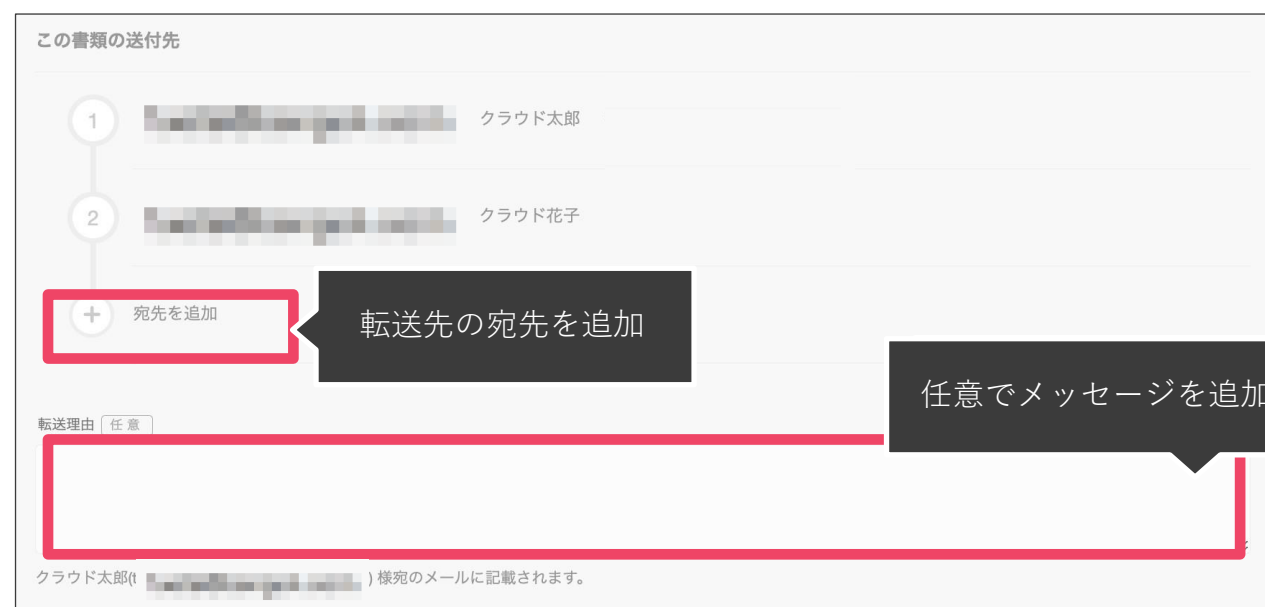 この書類の送付先
1
クラウド太郎
2
クラウド花子
+ 宛先を追加
転送先の宛先を追加
任意でメッセージを追加
転送理由 任意
クラウド太郎(t
) 様宛のメールに記載されます。